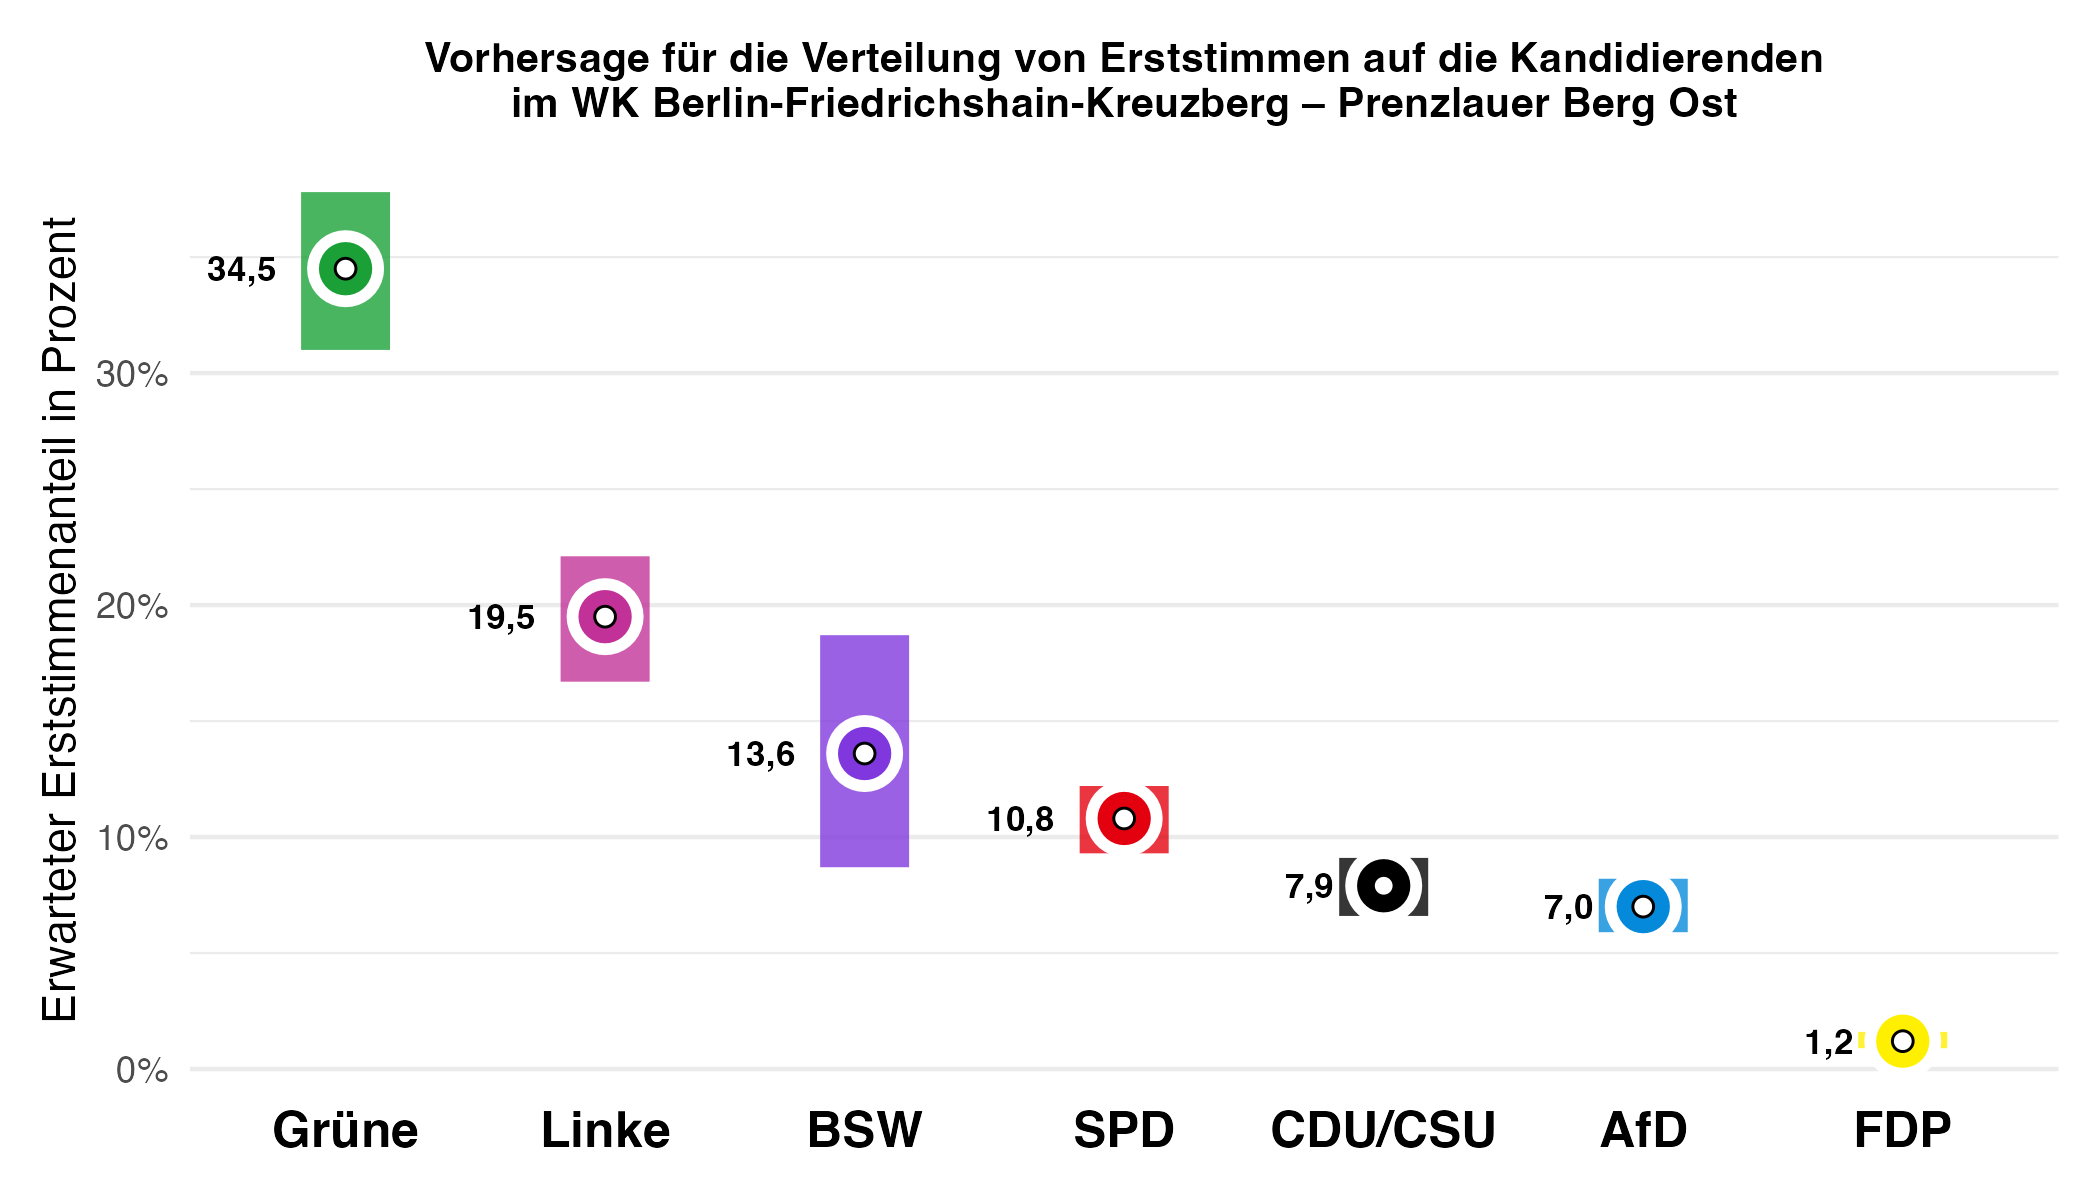 Vorhersage für die Verteilung von Erststimmen auf die Kandidierenden
im WK Berlin-Friedrichshain-Kreuzberg – Prenzlauer Berg Ost
Erwarteter Erststimmenanteil in Prozent
30%
20%
10%
0%
34,5
19,5
13,6
10,8
7,9
7,0
1,2
Grüne
Linke
BSW
SPD
CDU/CSU
AfD
FDP